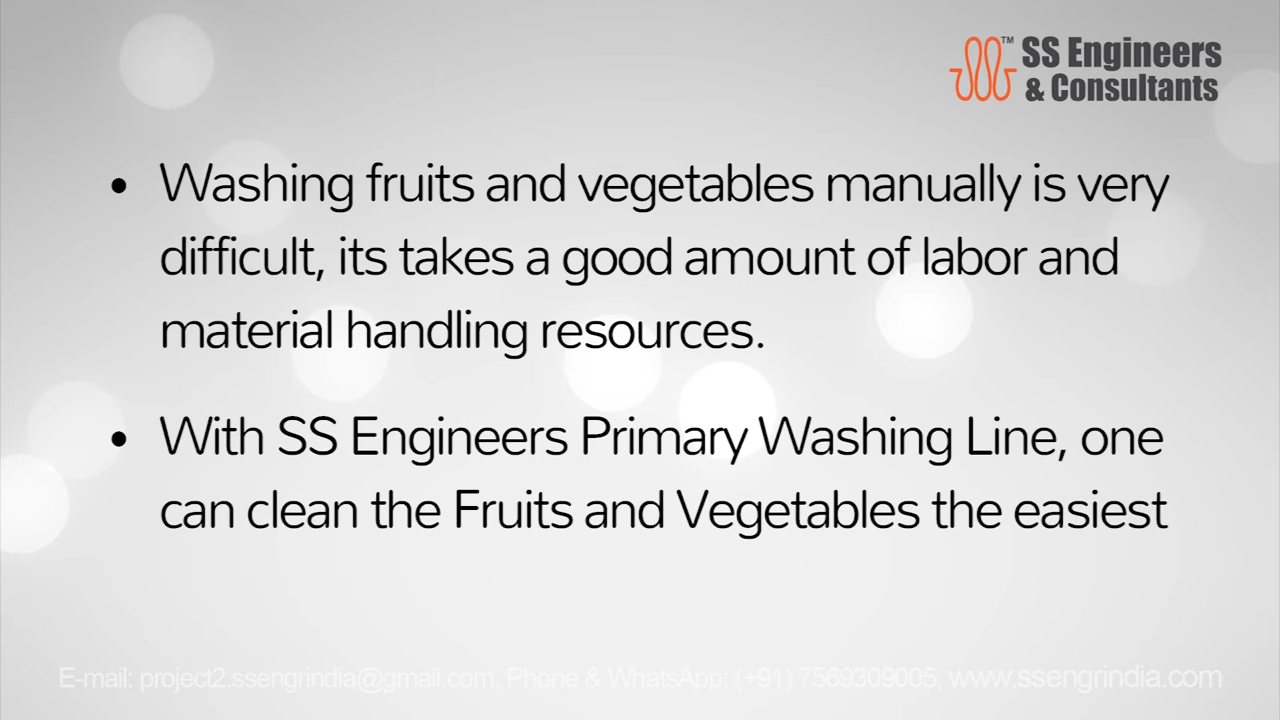 TM
SS Engineers
& Consultants
• Washing fruits and vegetables manually is very
difficult, its takes a good amount of labor and
material handling resources.
• With SS Engineers Primary Washing Line, one
can clean the Fruits and Vegetables the easiest
E-mail: project2.ssengrindia@gmail.com, Phone & WhatsApp: (+91) 7569309005, www.ssengrindia.com